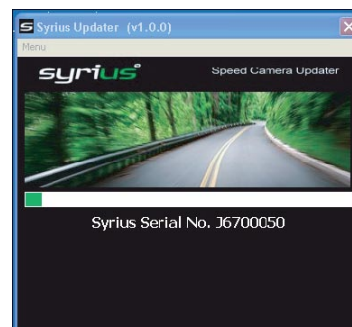 S Syrius Updater (v1.0.0)
Menu
syrius Speed Camera Updater
Syrius Serial No. J6700050